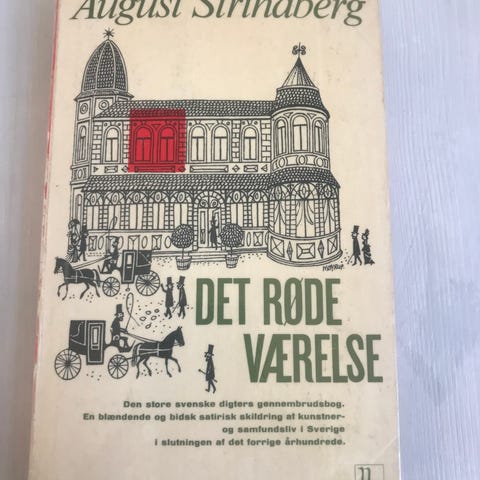 August Strindberg
DET RØDE
VÆRELSE
Den store svenske digters gennembrudsbog.
En blændende og bidsk satirisk skildring af kunstner-
og samfundsliv i Sverige
i slutningen af det forrige århundrede.